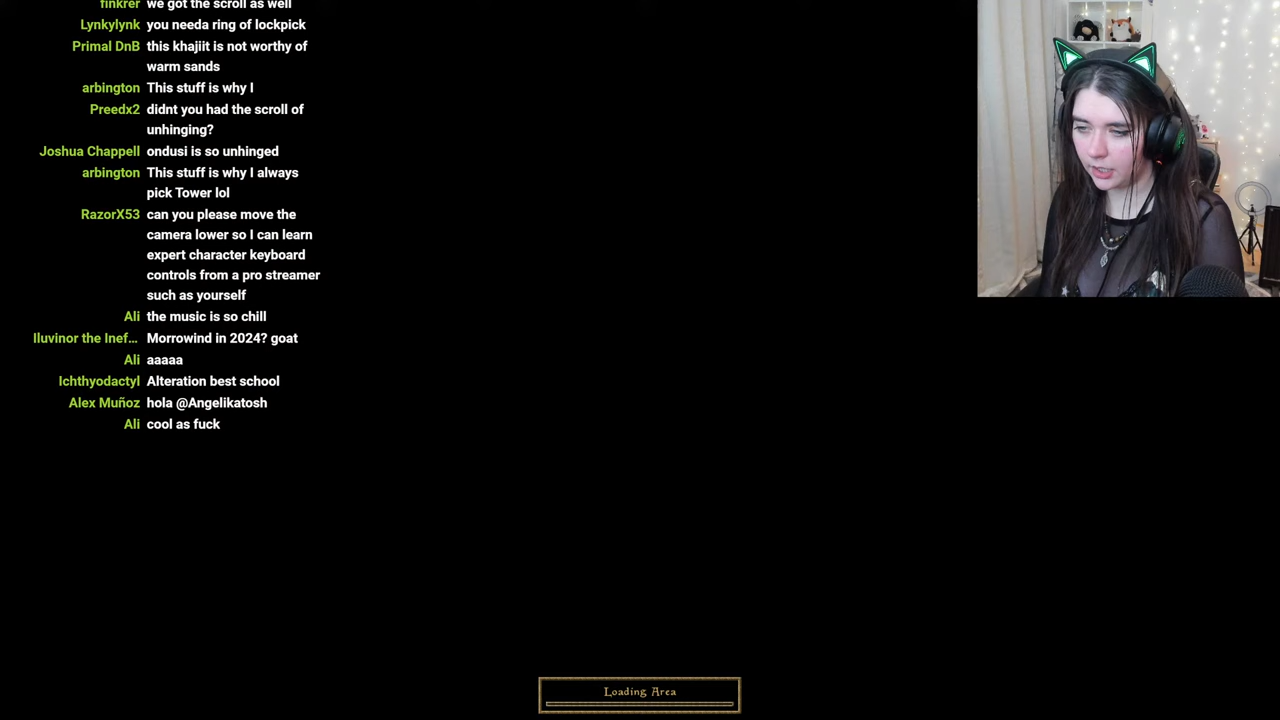 finkrer we got the scroll as well
Lynkylynk you needa ring of lockpick
Primal DnB this khajiit is not worthy of
warm sands
arbington This stuff is why I
Preedx2 didnt you had the scroll of
unhinging?
Joshua Chappell ondusi is so unhinged
arbington This stuff is why I always
pick Tower lol
RazorX53 can you please move the
camera lower so I can learn
expert character keyboard
controls from a pro streamer
such as yourself
Ali the music is so chill
Iluvinor the Inef... Morrowind in 2024? goat
Ali aaaaa
Ichthyodactyl Alteration best school
Alex Muñoz hola @Angelikatosh
Ali cool as fuck
Loading Area